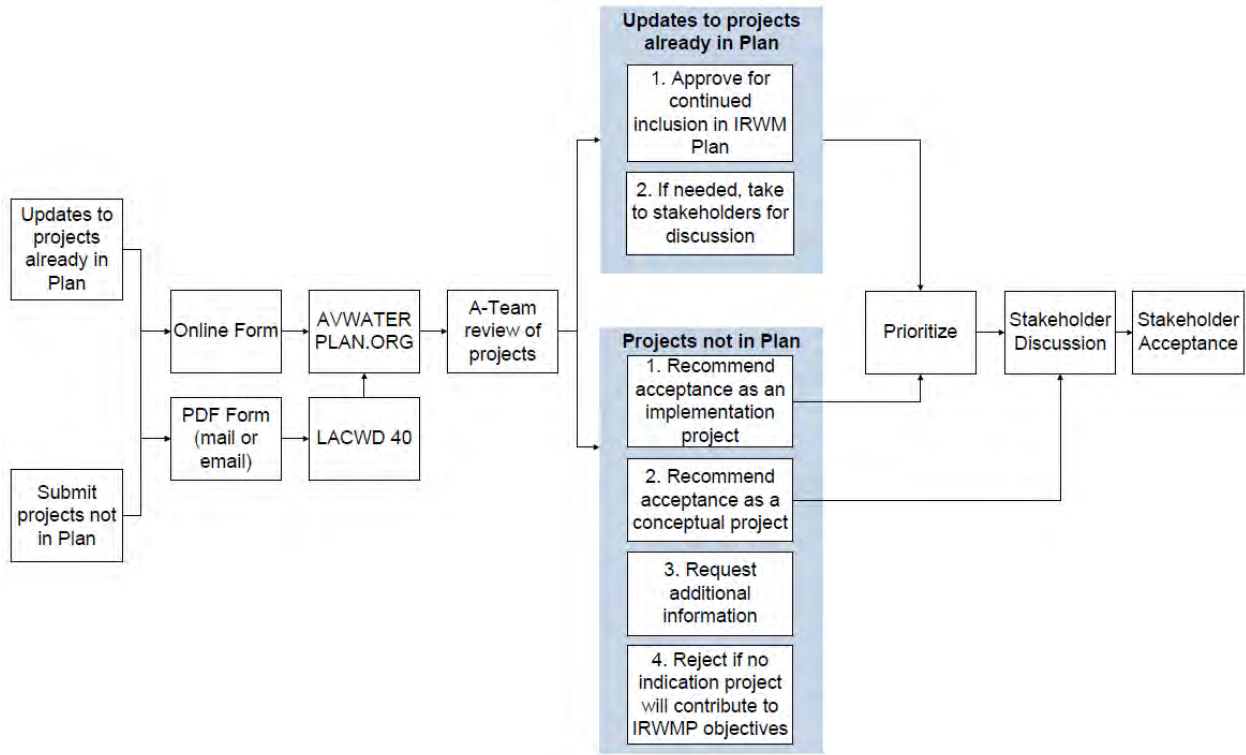 Updates to projects
already in Plan
1. Approve for
continued
inclusion in IRWM
Plan
2. If needed, take
to stakeholders for
discussion
Updates to
projects
already in
Plan
Online Form
AVWATER
PLAN.ORG
A-Team
review of
projects
Prioritize
Stakeholder
Discussion
Stakeholder
Acceptance
PDF Form
(mail or
email)
LACWD 40
Submit
projects not
in Plan
Projects not in Plan
1. Recommend
acceptance as an
implementation
project
2. Recommend
acceptance as a
conceptual project
3. Request
additional
information
4. Reject if no
indication project
will contribute to
IRWMP objectives